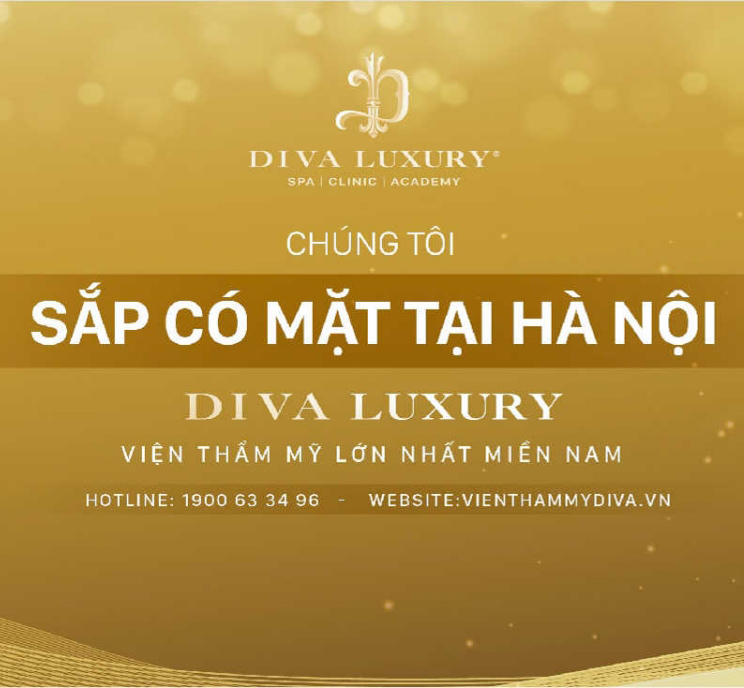 DIVA LUXURY®
SPA | CLINIC | ACADEMY
CHÚNG TÔI
SẮP CÓ MẶT TẠI HÀ NỘI
DIVA LUXURY
VIỆN THẨM MỸ LỚN NHẤT MIỀN NAM
HOTLINE: 1900 63 34 96 - WEBSITE:VIENTHAMMYDIVA.VN